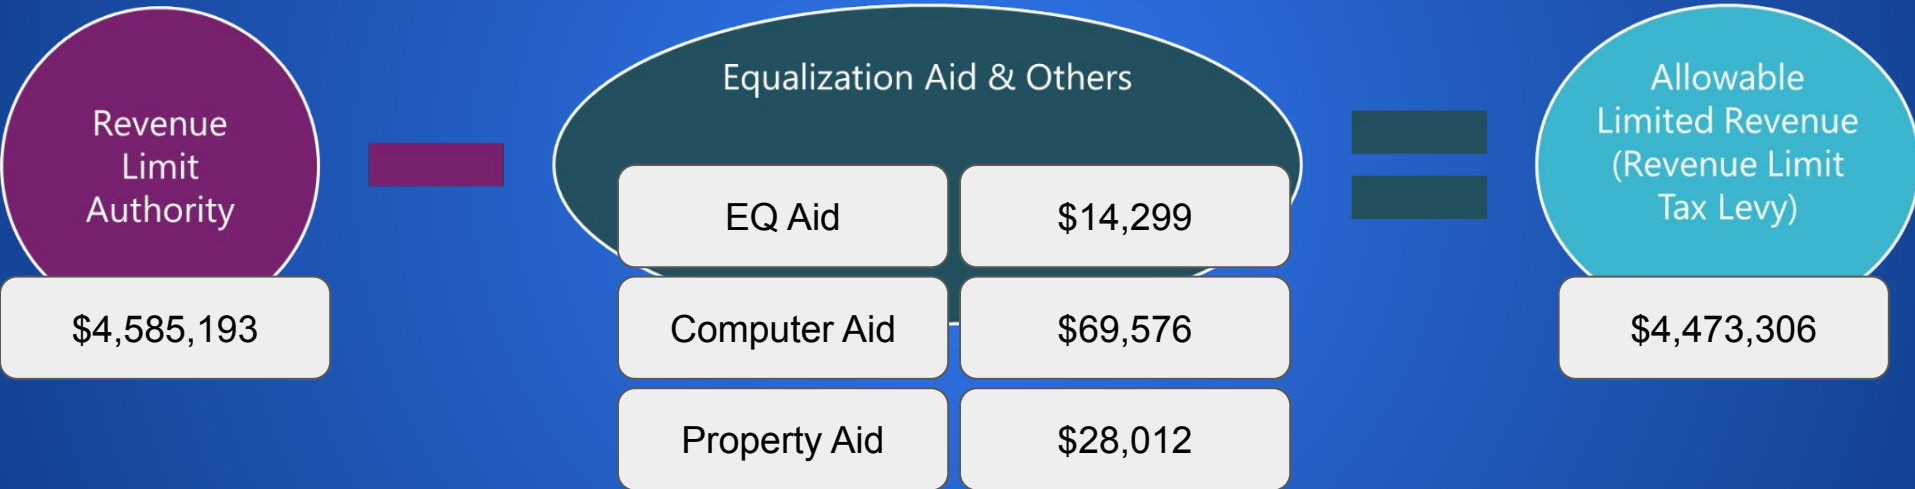 Revenue
Limit
Authority
$4,585,193
Equalization Aid & Others
EQ Aid $14,299
Computer Aid $69,576
Property Aid $28,012
Allowable
Limited Revenue
(Revenue Limit
Tax Levy)
$4,473,306